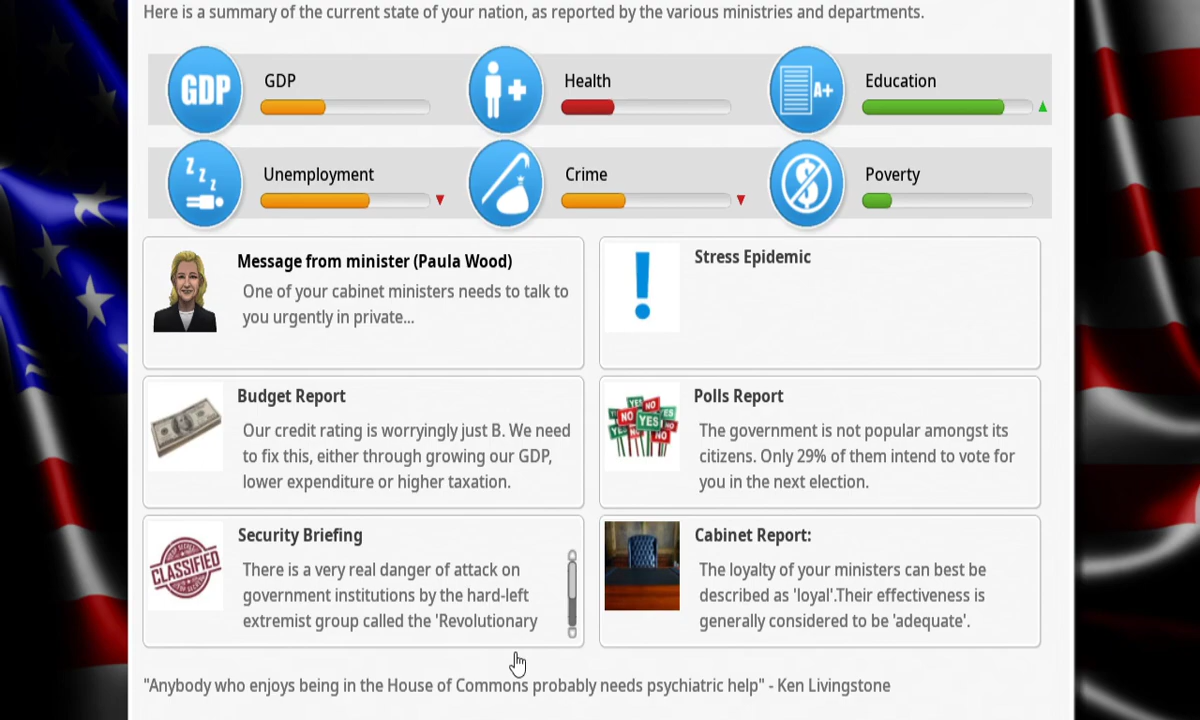 Here is a summary of the current state of your nation, as reported by the various ministries and departments.
GDP
GDP
Health
A+
Education
Z z z
Unemployment
Crime
$
Poverty
Message from minister (Paula Wood)
One of your cabinet ministers needs to talk to
you urgently in private...
!
Stress Epidemic
Budget Report
Our credit rating is worryingly just B. We need
to fix this, either through growing our GDP,
lower expenditure or higher taxation.
YES NO
NO YES YES
YES NO
Polls Report
The government is not popular amongst its
citizens. Only 29% of them intend to vote for
you in the next election.
CLASSIFIED
Security Briefing
There is a very real danger of attack on
government institutions by the hard-left
extremist group called the 'Revolutionary
Cabinet Report:
The loyalty of your ministers can best be
described as 'loyal'.Their effectiveness is
generally considered to be 'adequate'.
"Anybody who enjoys being in the House of Commons probably needs psychiatric help" - Ken Livingstone